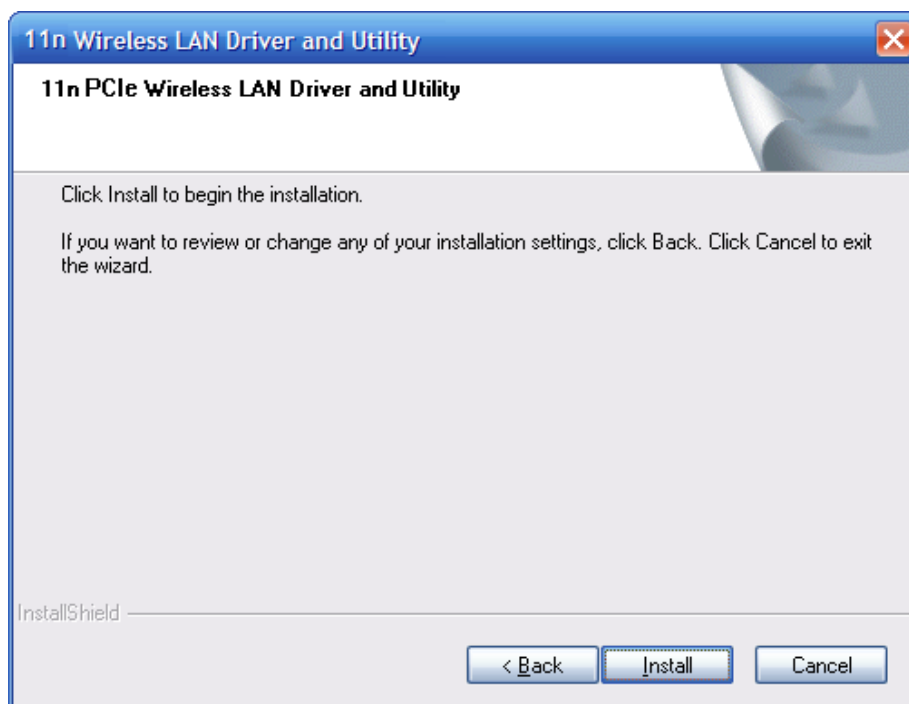 11n Wireless LAN Driver and Utility
11n PCIe Wireless LAN Driver and Utility
Click Install to begin the installation.
If you want to review or change any of your installation settings, click Back. Click Cancel to exit
the wizard.
InstallShield
< Back Install Cancel